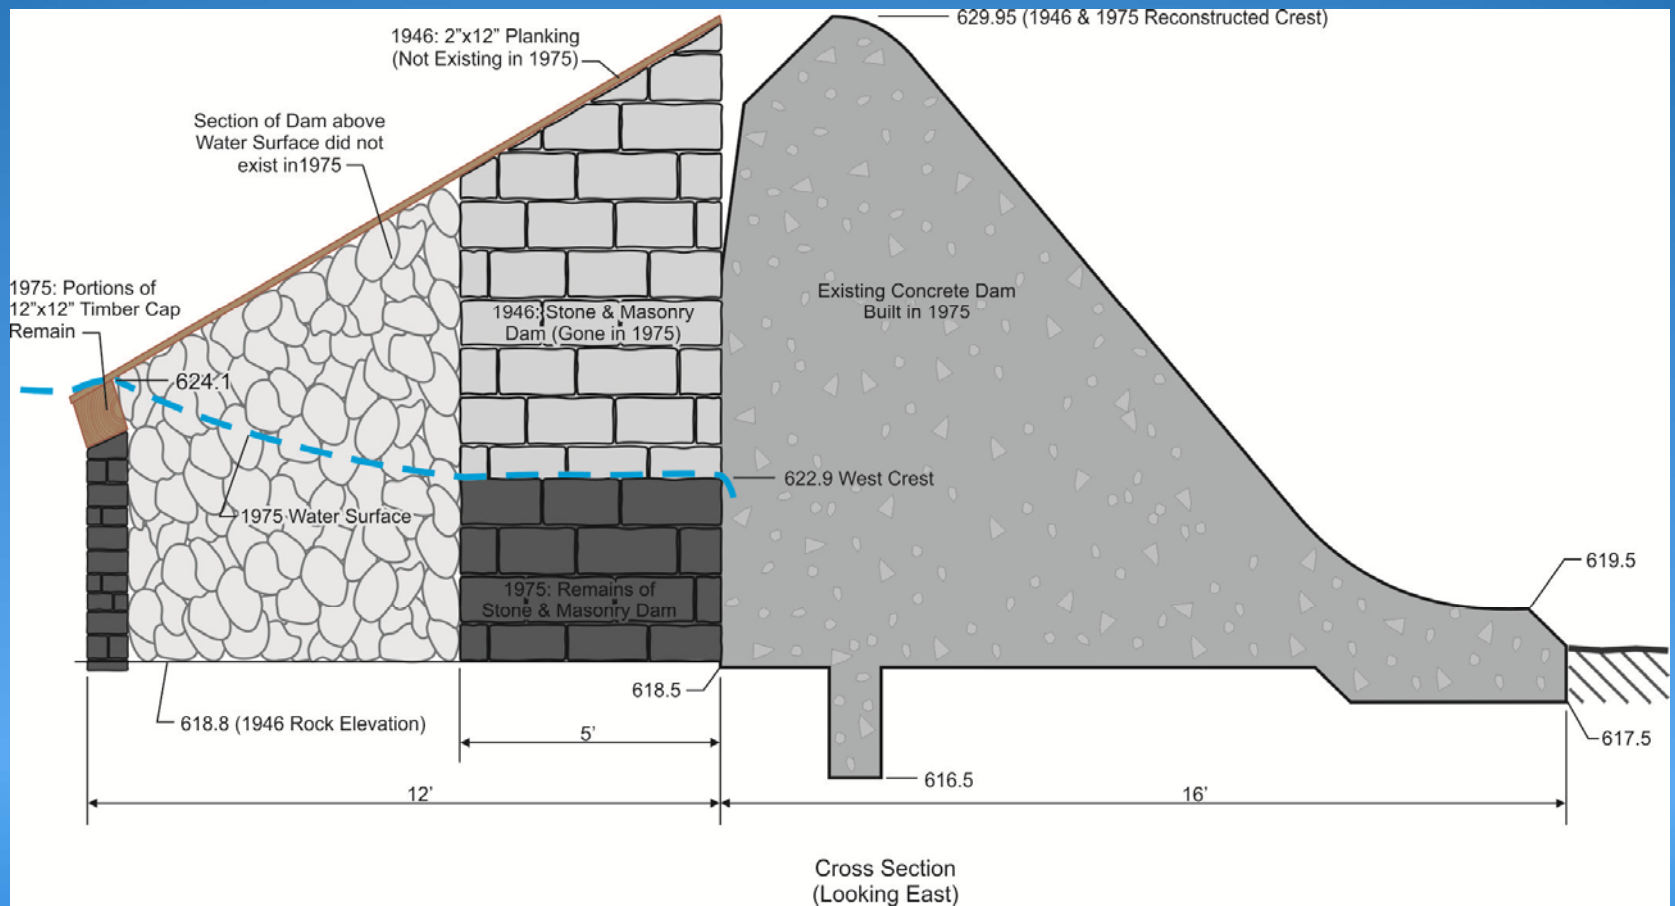 629.95 (1946 & 1975 Reconstructed Crest)
1946: 2”x12” Planking
(Not Existing in 1975)
Section of Dam above
Water Surface did not
exist in1975
1975: Portions of
12”x12” Timber Cap
Remain
624.1
1946: Stone & Masonry
Dam (Gone in 1975)
Existing Concrete Dam
Built in 1975
622.9 West Crest
1975 Water Surface
1975: Remains of
Stone & Masonry Dam
619.5
618.5
618.8 (1946 Rock Elevation)
5’
617.5
616.5
12’
16’
Cross Section
(Looking East)